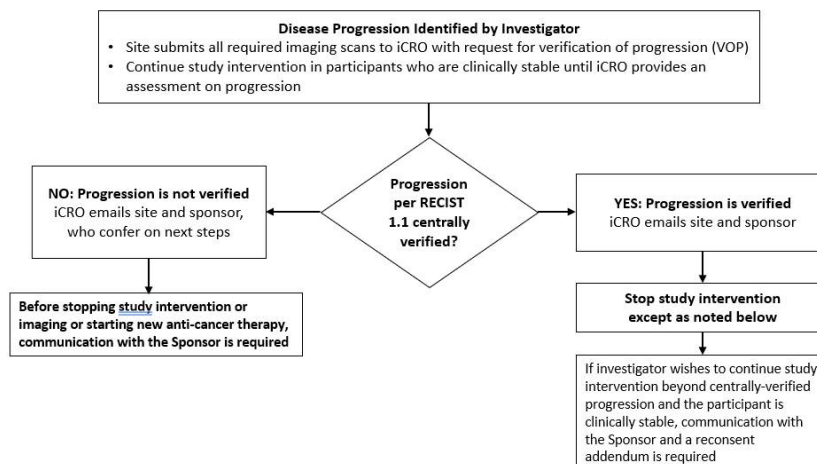 Disease Progression Identified by Investigator
• Site submits all required imaging scans to iCRO with request for verification of progression (VOP)
• Continue study intervention in participants who are clinically stable until iCRO provides an
assessment on progression
Progression
per RECIST
1.1 centrally
verified?
NO: Progression is not verified
iCRO emails site and sponsor,
who confer on next steps
Before stopping study intervention or
imaging or starting new anti-cancer therapy,
communication with the Sponsor is required
YES: Progression is verified
iCRO emails site and sponsor
Stop study intervention
except as noted below
If investigator wishes to continue study
intervention beyond centrally-verified
progression and the participant is
clinically stable, communication with
the Sponsor and a reconsent
addendum is required